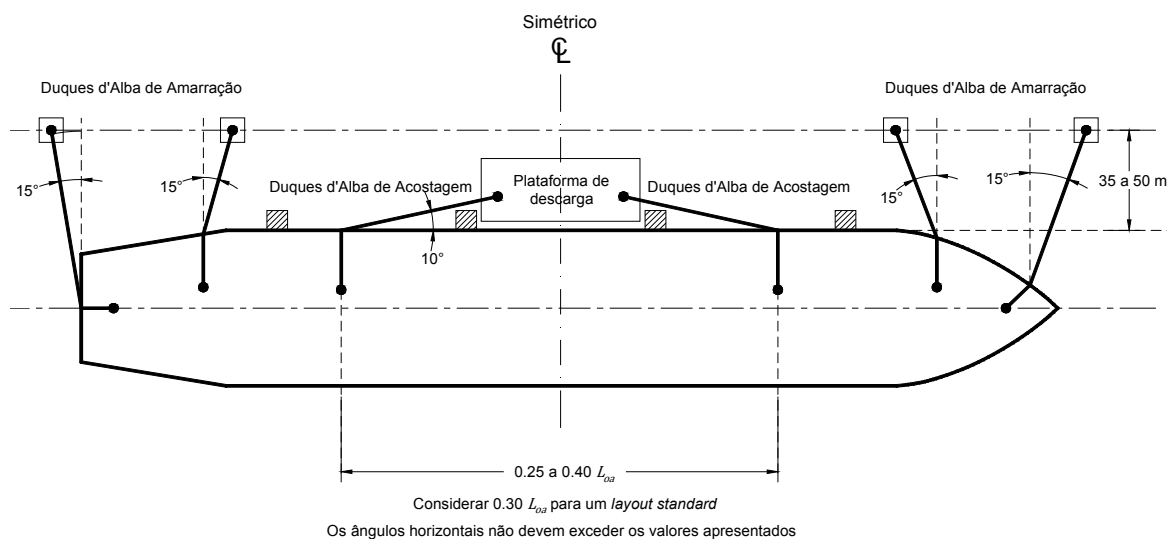 Simétrico
℄
Duques d'Alba de Amarração
Duques d'Alba de Amarração
15°
15°
15°
15°
35 a 50 m
Duques d'Alba de Acostagem
Plataforma de
descarga
Duques d'Alba de Acostagem
10°
0.25 a 0.40 Loa
Considerar 0.30 Loa para um layout standard
Os ângulos horizontais não devem exceder os valores apresentados